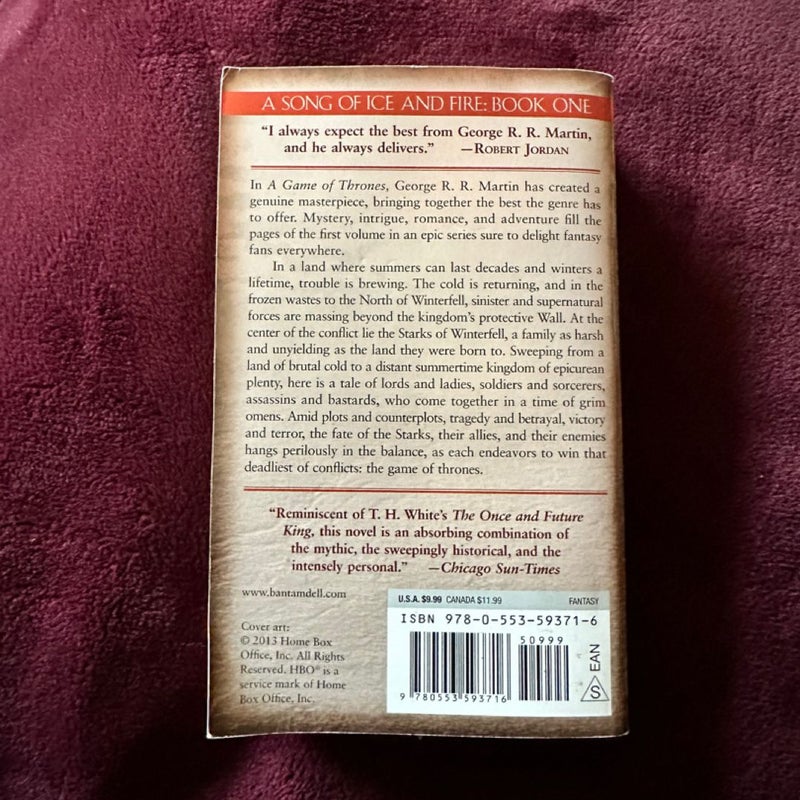 A SONG OF ICE AND FIRE: BOOK ONE
“I always expect the best from George R. R. Martin,
and he always delivers.” —ROBERT JORDAN
In A Game of Thrones, George R. R. Martin has created a
genuine masterpiece, bringing together the best the genre has
to offer. Mystery, intrigue, romance, and adventure fill the
pages of the first volume in an epic series sure to delight fantasy
fans everywhere.
In a land where summers can last decades and winters a
lifetime, trouble is brewing. The cold is returning, and in the
frozen wastes to the North of Winterfell, sinister and supernatural
forces are massing beyond the kingdom’s protective Wall. At the
center of the conflict lie the Starks of Winterfell, a family as harsh
and unyielding as the land they were born to. Sweeping from a
land of brutal cold to a distant summertime kingdom of epicurean
plenty, here is a tale of lords and ladies, soldiers and sorcerers,
assassins and bastards, who come together in a time of grim
omens. Amid plots and counterplots, tragedy and betrayal, victory
and terror, the fate of the Starks, their allies, and their enemies
hangs perilously in the balance, as each endeavors to win that
deadliest of conflicts: the game of thrones.
“Reminiscent of T. H. White’s The Once and Future
King, this novel is an absorbing combination of
the mythic, the sweepingly historical, and the
intensely personal.” —Chicago Sun-Times
www.bantamdell.com
Cover art:
© 2013 Home Box
Office, Inc. All Rights
Reserved. HBO® is a
service mark of Home
Box Office, Inc.
U.S.A. $9.99 CANADA $11.99 FANTASY
ISBN 978-0-553-59371-6
50999
9 780553 593716
EAN
S